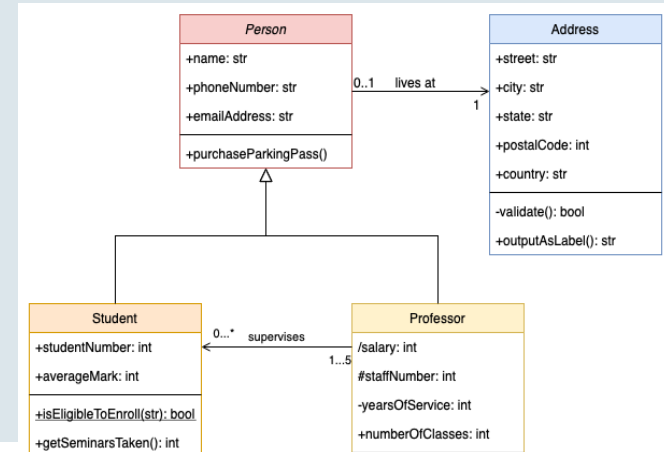 Person
+name: str
+phoneNumber: str
+emailAddress: str
+purchaseParkingPass()
0..1 lives at
1
Address
+street: str
+city: str
+state: str
+postalCode: int
+country: str
-validate(): bool
+outputAsLabel(): str
Student
+studentNumber: int
+averageMark: int
+isEligibleToEnroll(str): bool
+getSeminarsTaken(): int
0...* supervises
1...5
Professor
/salary: int
#staffNumber: int
-yearsOfService: int
+numberOfClasses: int